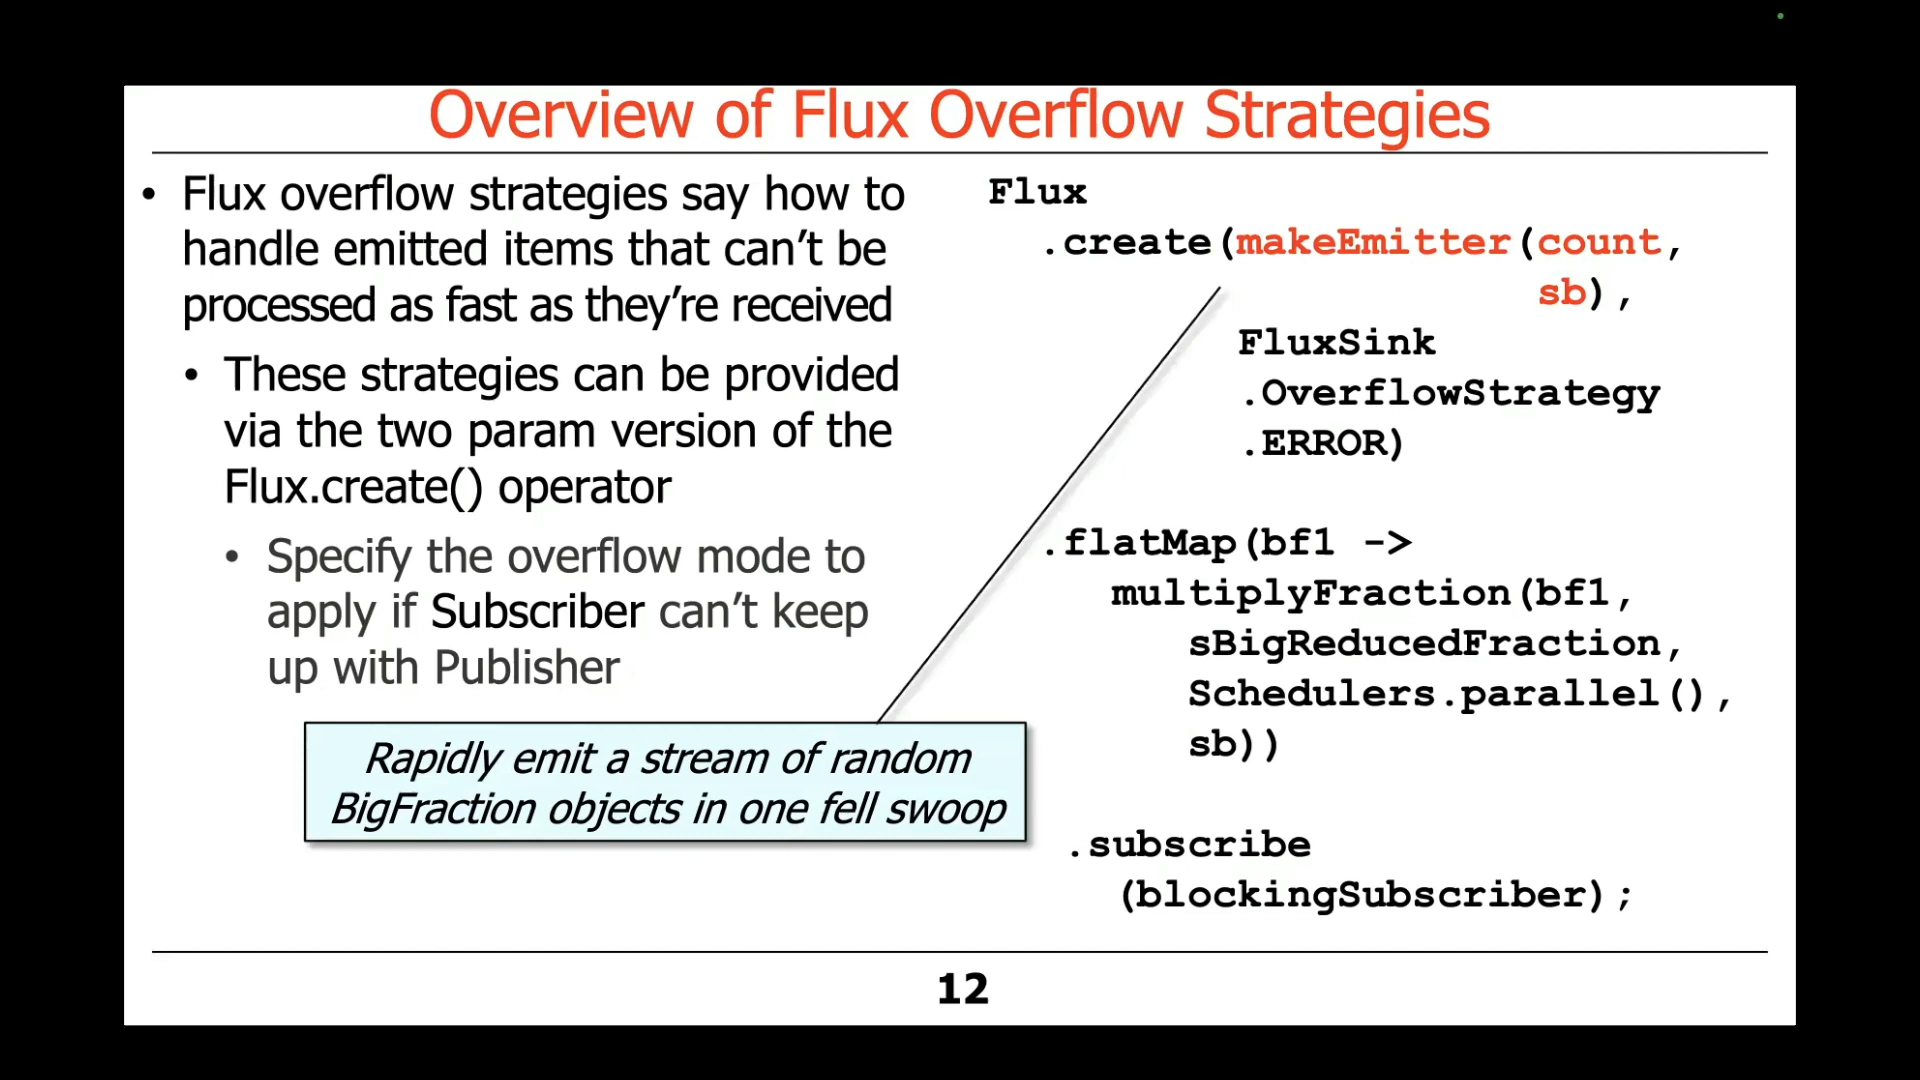 Overview of Flux Overflow Strategies
• Flux overflow strategies say how to
handle emitted items that can’t be
processed as fast as they’re received
• These strategies can be provided
via the two param version of the
Flux.create() operator
• Specify the overflow mode to
apply if Subscriber can’t keep
up with Publisher
Rapidly emit a stream of random
BigFraction objects in one fell swoop
Flux
.create(makeEmitter(count,
sb),
FluxSink
.OverflowStrategy
.ERROR)
.flatMap(bf1 ->
multiplyFraction(bf1,
sBigReducedFraction,
Schedulers.parallel(),
sb))
.subscribe
(blockingSubscriber);
12